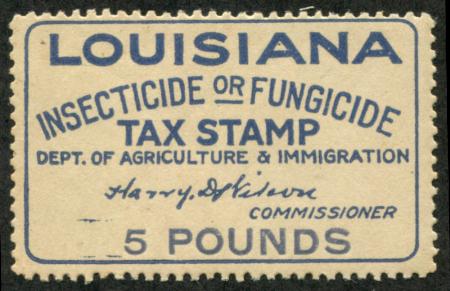 LOUISIANA
INSECTICIDE OR FUNGICIDE
TAX STAMP
DEPT. OF AGRICULTURE & IMMIGRATION
Harry. D. Wilson
COMMISSIONER
5 POUNDS